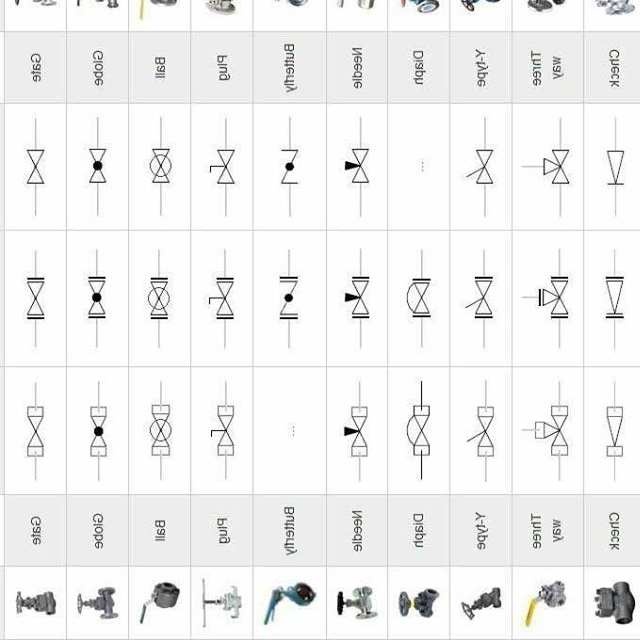 Gate
Globe
Ball
Plug
Butterfly
Needle
Diaph
Y-type
Three
way
Check
...
...
Gate
Globe
Ball
Plug
Butterfly
Needle
Diaph
Y-type
Three
way
Check